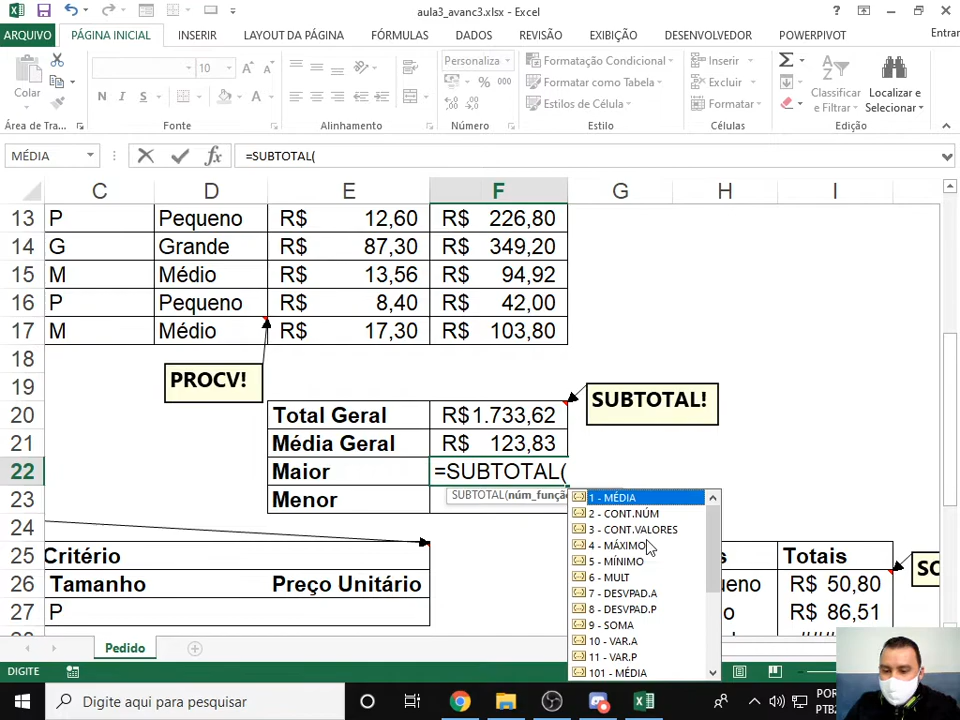 aula3_avanc3.xlsx - Excel
ARQUIVO PÁGINA INICIAL INSERIR LAYOUT DA PÁGINA FÓRMULAS DADOS REVISÃO EXIBIÇÃO DESENVOLVEDOR POWERPIVOT Entrar
Colar
10
N C S
Personaliza
% 000
Formatação Condicional
Formatar como Tabela
Estilos de Célula
Inserir
Excluir
Formatar
Classificar e Filtrar
Localizar e Selecionar
Área de Tra... Fonte Alinhamento Número Estilo Células Edição
MÉDIA =SUBTOTAL(
C D E F G H I
13 P Pequeno R$ 12,60 R$ 226,80
14 G Grande R$ 87,30 R$ 349,20
15 M Médio R$ 13,56 R$ 94,92
16 P Pequeno R$ 8,40 R$ 42,00
17 M Médio R$ 17,30 R$ 103,80
18
PROCV!
19
SUBTOTAL!
20 Total Geral R$1.733,62
21 Média Geral R$ 123,83
22 Maior =SUBTOTAL(
SUBTOTAL(núm_função
23 Menor
1 - MÉDIA
2 - CONT.NÚM
3 - CONT.VALORES
4 - MÁXIMO
5 - MÍNIMO
6 - MULT
7 - DESVPAD.A
8 - DESVPAD.P
9 - SOMA
10 - VAR.A
11 - VAR.P
101 - MÉDIA
24
25 Critério Totais
26 Tamanho Preço Unitário R$ 50,80
27 P R$ 86,51
Pedido
DIGITE
Digite aqui para pesquisar
POR
PTB2